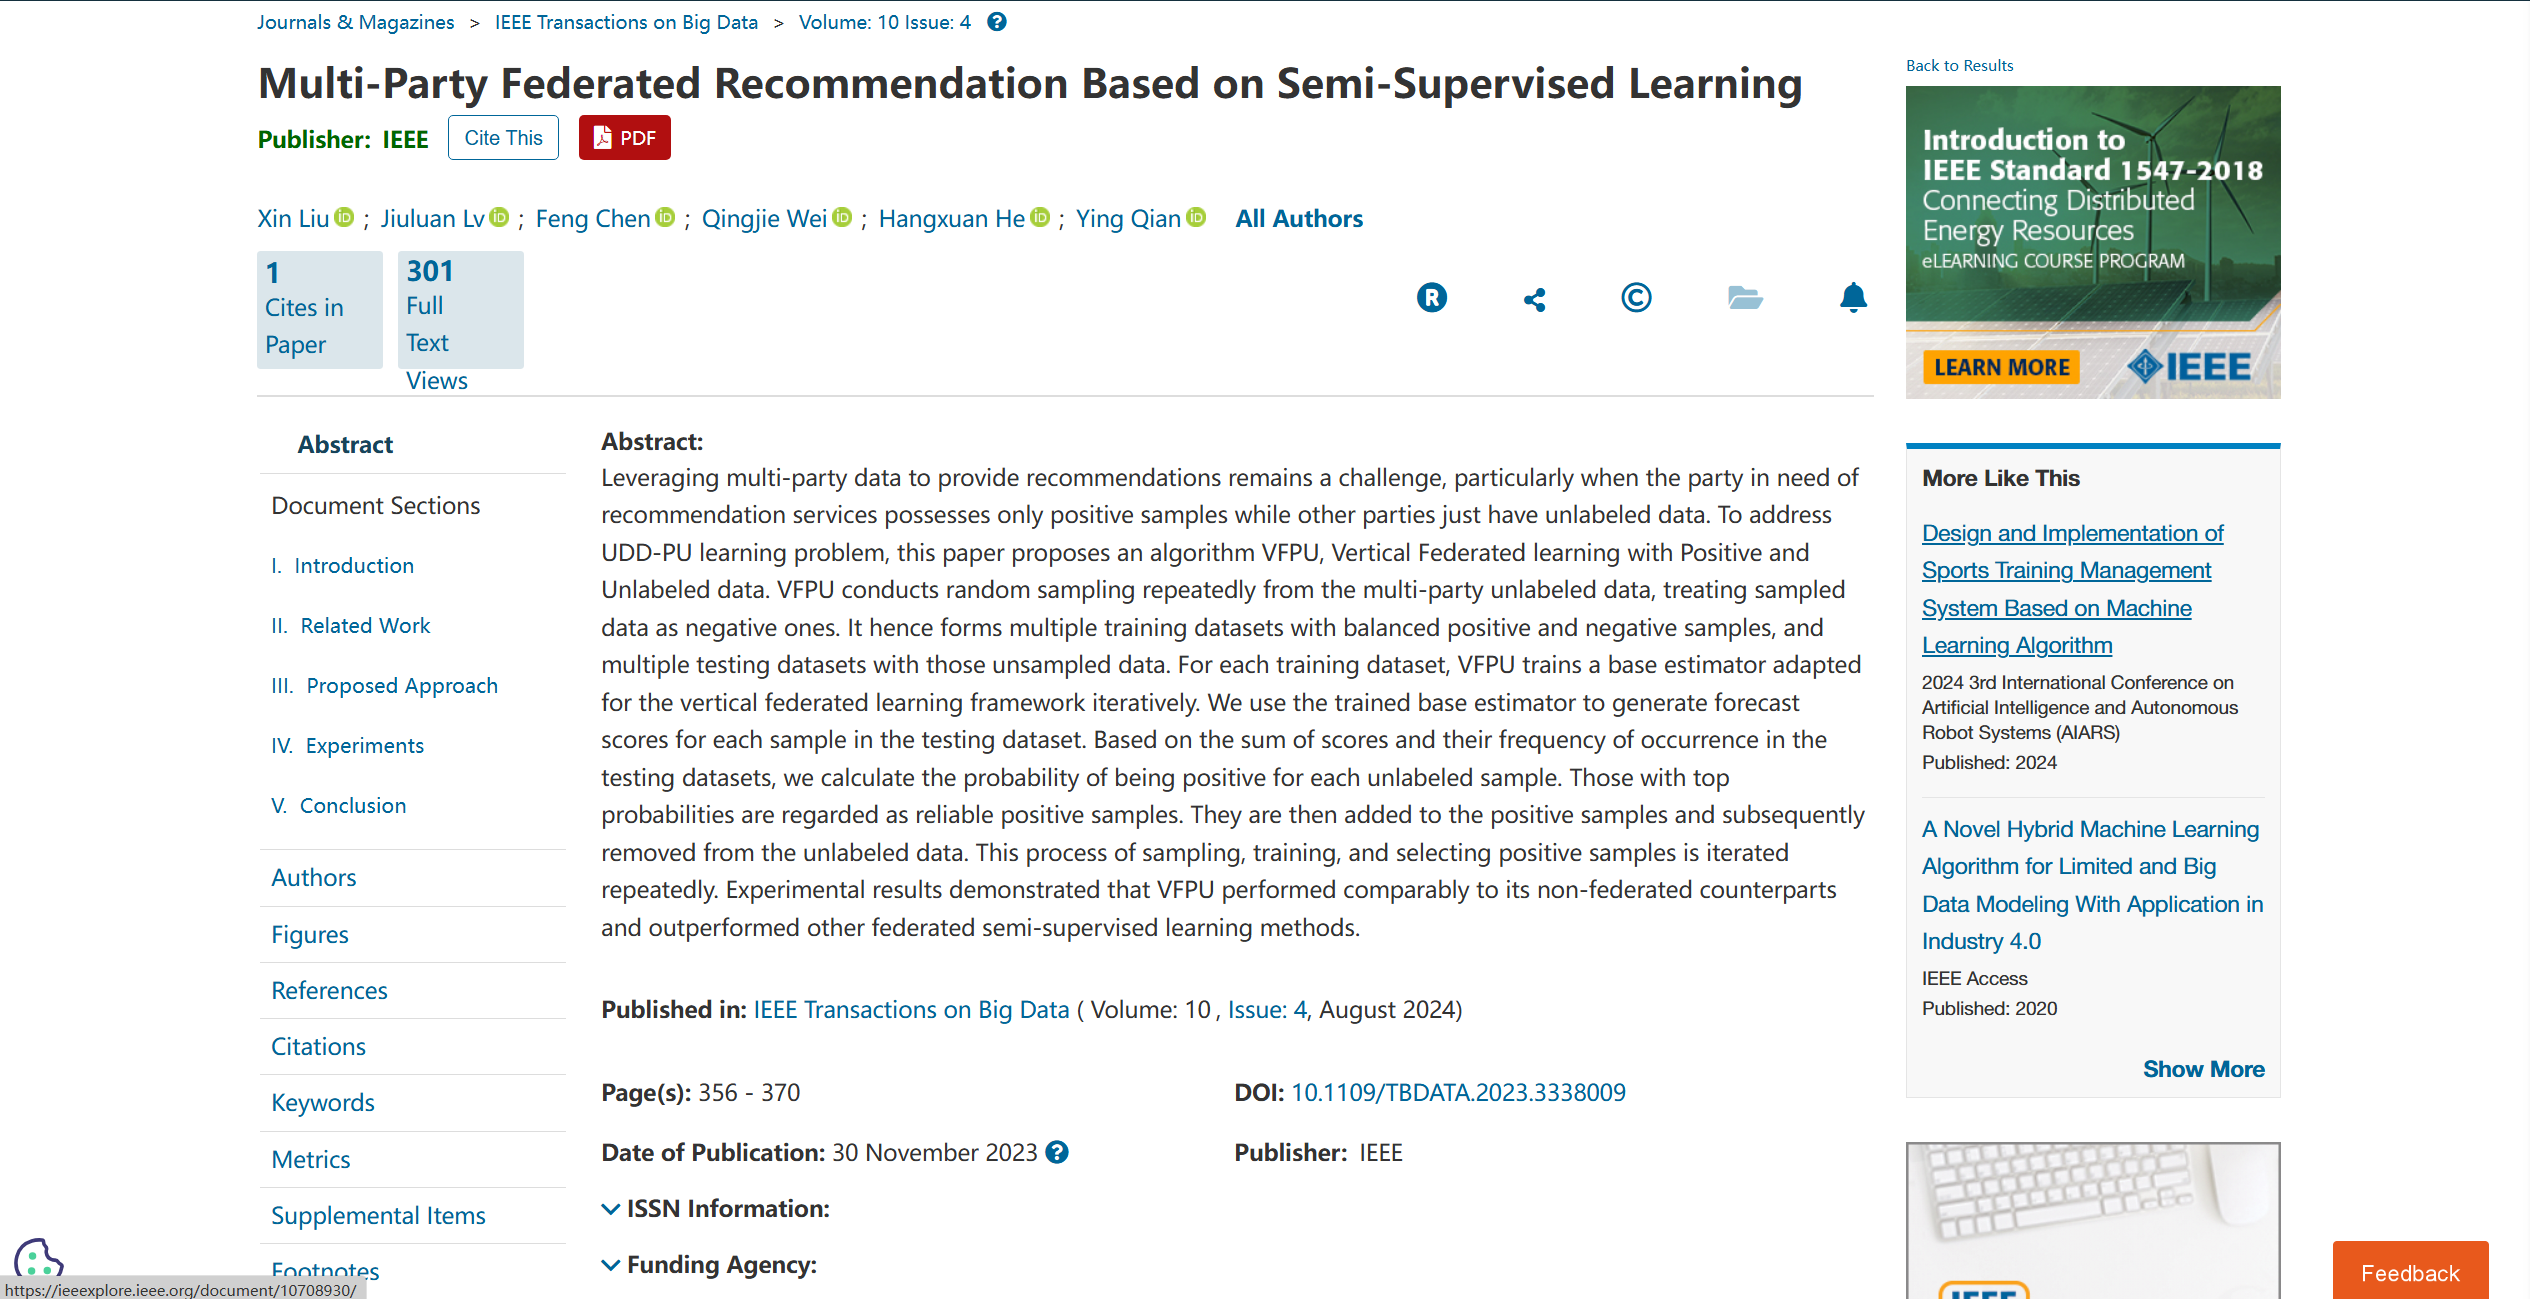 Journals & Magazines > IEEE Transactions on Big Data > Volume: 10 Issue: 4 ?
Multi-Party Federated Recommendation Based on Semi-Supervised Learning
Publisher: IEEE Cite This PDF
Xin Liu iD ; Jiuluan Lv iD ; Feng Chen iD ; Qingjie Wei iD ; Hangxuan He iD ; Ying Qian iD All Authors
1
Cites in
Paper
301
Full
Text
Views
R
©
Abstract
Document Sections
I. Introduction
II. Related Work
III. Proposed Approach
IV. Experiments
V. Conclusion
Authors
Figures
References
Citations
Keywords
Metrics
Supplemental Items
Footnotes
Abstract:
Leveraging multi-party data to provide recommendations remains a challenge, particularly when the party in need of
recommendation services possesses only positive samples while other parties just have unlabeled data. To address
UDD-PU learning problem, this paper proposes an algorithm VFPU, Vertical Federated learning with Positive and
Unlabeled data. VFPU conducts random sampling repeatedly from the multi-party unlabeled data, treating sampled
data as negative ones. It hence forms multiple training datasets with balanced positive and negative samples, and
multiple testing datasets with those unsampled data. For each training dataset, VFPU trains a base estimator adapted
for the vertical federated learning framework iteratively. We use the trained base estimator to generate forecast
scores for each sample in the testing dataset. Based on the sum of scores and their frequency of occurrence in the
testing datasets, we calculate the probability of being positive for each unlabeled sample. Those with top
probabilities are regarded as reliable positive samples. They are then added to the positive samples and subsequently
removed from the unlabeled data. This process of sampling, training, and selecting positive samples is iterated
repeatedly. Experimental results demonstrated that VFPU performed comparably to its non-federated counterparts
and outperformed other federated semi-supervised learning methods.
Published in: IEEE Transactions on Big Data ( Volume: 10 , Issue: 4, August 2024)
Page(s): 356 - 370
DOI: 10.1109/TBDATA.2023.3338009
Date of Publication: 30 November 2023 ?
Publisher: IEEE
ISSN Information:
Funding Agency:
Back to Results
Introduction to
IEEE Standard 1547-2018
Connecting Distributed
Energy Resources
eLEARNING COURSE PROGRAM
LEARN MORE IEEE
More Like This
Design and Implementation of
Sports Training Management
System Based on Machine
Learning Algorithm
2024 3rd International Conference on
Artificial Intelligence and Autonomous
Robot Systems (AIARS)
Published: 2024
A Novel Hybrid Machine Learning
Algorithm for Limited and Big
Data Modeling With Application in
Industry 4.0
IEEE Access
Published: 2020
Show More
IEEE
Feedback
https://ieeexplore.ieee.org/document/10708930/